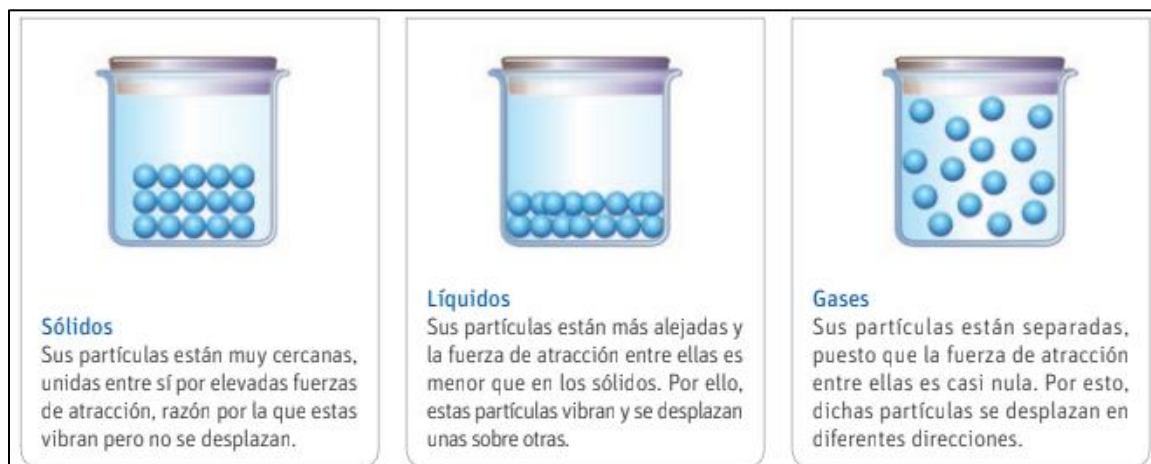 Sólidos
Sus partículas están muy cercanas,
unidas entre sí por elevadas fuerzas
de atracción, razón por la que estas
vibran pero no se desplazan.
Líquidos
Sus partículas están más alejadas y
la fuerza de atracción entre ellas es
menor que en los sólidos. Por ello,
estas partículas vibran y se desplazan
unas sobre otras.
Gases
Sus partículas están separadas,
puesto que la fuerza de atracción
entre ellas es casi nula. Por esto,
dichas partículas se desplazan en
diferentes direcciones.